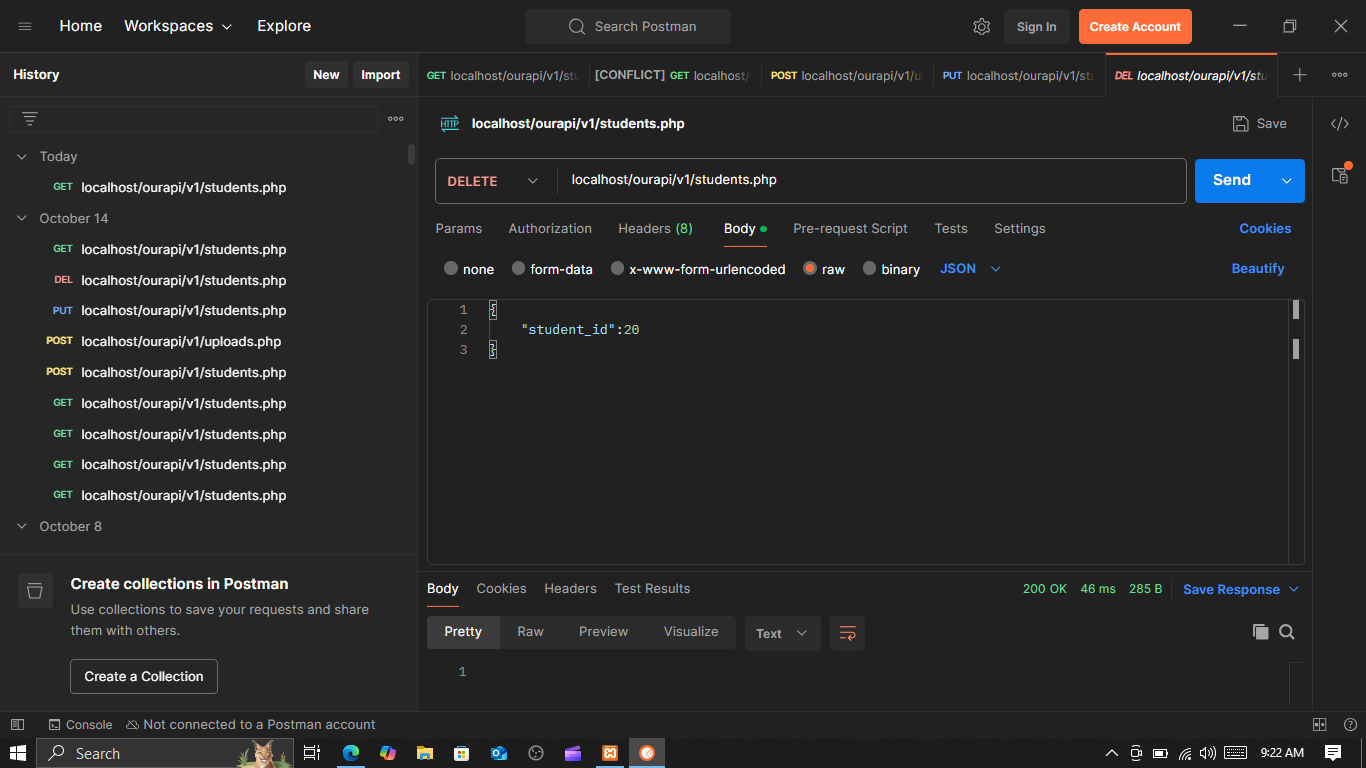 Home Workspaces Explore Search Postman Sign In Create Account
History New Import
GET localhost/ourapi/v1/stu [CONFLICT] GET localhost/ POST localhost/ourapi/v1/u PUT localhost/ourapi/v1/stu DEL localhost/ourapi/v1/stu
HTTP localhost/ourapi/v1/students.php Save
Today
GET localhost/ourapi/v1/students.php
October 14
GET localhost/ourapi/v1/students.php
DEL localhost/ourapi/v1/students.php
PUT localhost/ourapi/v1/students.php
POST localhost/ourapi/v1/uploads.php
POST localhost/ourapi/v1/students.php
GET localhost/ourapi/v1/students.php
GET localhost/ourapi/v1/students.php
GET localhost/ourapi/v1/students.php
GET localhost/ourapi/v1/students.php
October 8
Create collections in Postman
Use collections to save your requests and share
them with others.
Create a Collection
DELETE localhost/ourapi/v1/students.php Send
Params Authorization Headers (8) Body Pre-request Script Tests Settings Cookies
none form-data x-www-form-urlencoded raw binary JSON Beautify
1 {
2 "student_id":20
3 }
Body Cookies Headers Test Results 200 OK 46 ms 285 B Save Response
Pretty Raw Preview Visualize Text
1
Console Not connected to a Postman account
Search 9:22 AM